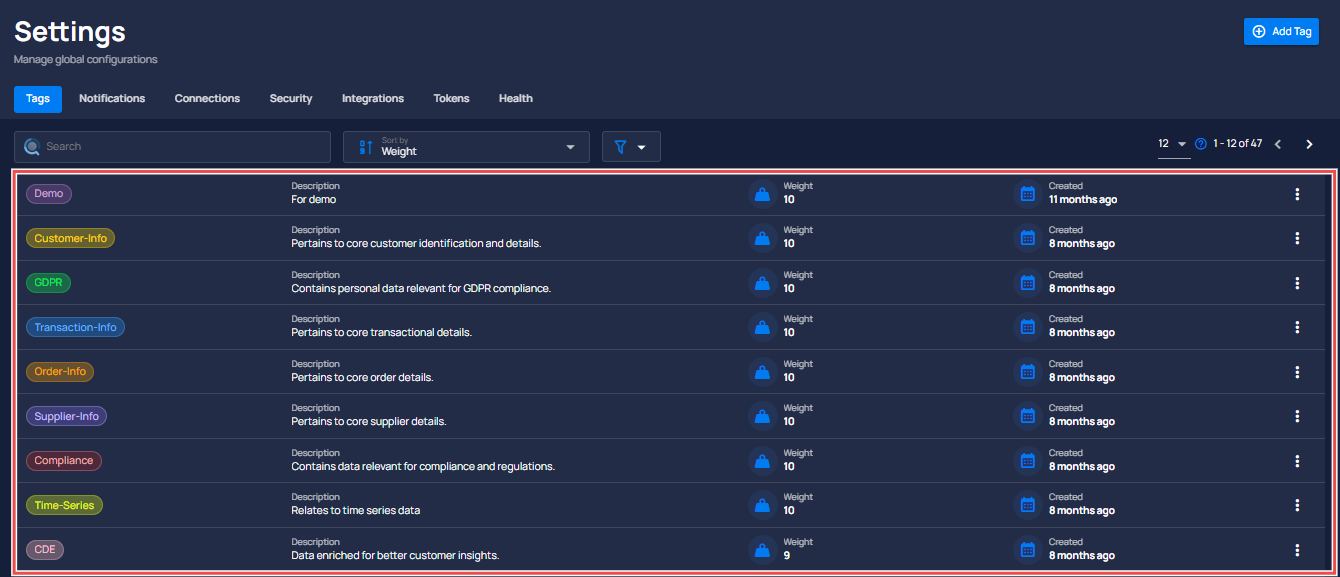 Settings
Add Tag
Manage global configurations
Tags Notifications Connections Security Integrations Tokens Health
Search
Sort by
Weight
12 1 - 12 of 47
Demo
Description
For demo
Weight
10
Created
11 months ago
Customer-Info
Description
Pertains to core customer identification and details.
Weight
10
Created
8 months ago
GDPR
Description
Contains personal data relevant for GDPR compliance.
Weight
10
Created
8 months ago
Transaction-Info
Description
Pertains to core transactional details.
Weight
10
Created
8 months ago
Order-Info
Description
Pertains to core order details.
Weight
10
Created
8 months ago
Supplier-Info
Description
Pertains to core supplier details.
Weight
10
Created
8 months ago
Compliance
Description
Contains data relevant for compliance and regulations.
Weight
10
Created
8 months ago
Time-Series
Description
Relates to time series data
Weight
10
Created
8 months ago
CDE
Description
Data enriched for better customer insights.
Weight
9
Created
8 months ago